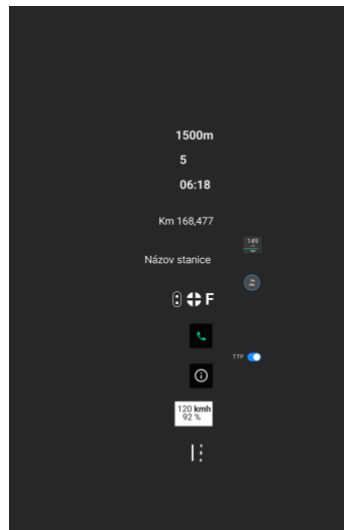 1500m
5
06:18
Km 168,477
149
Názov stanice
F
TTP
120 kmh
92 %